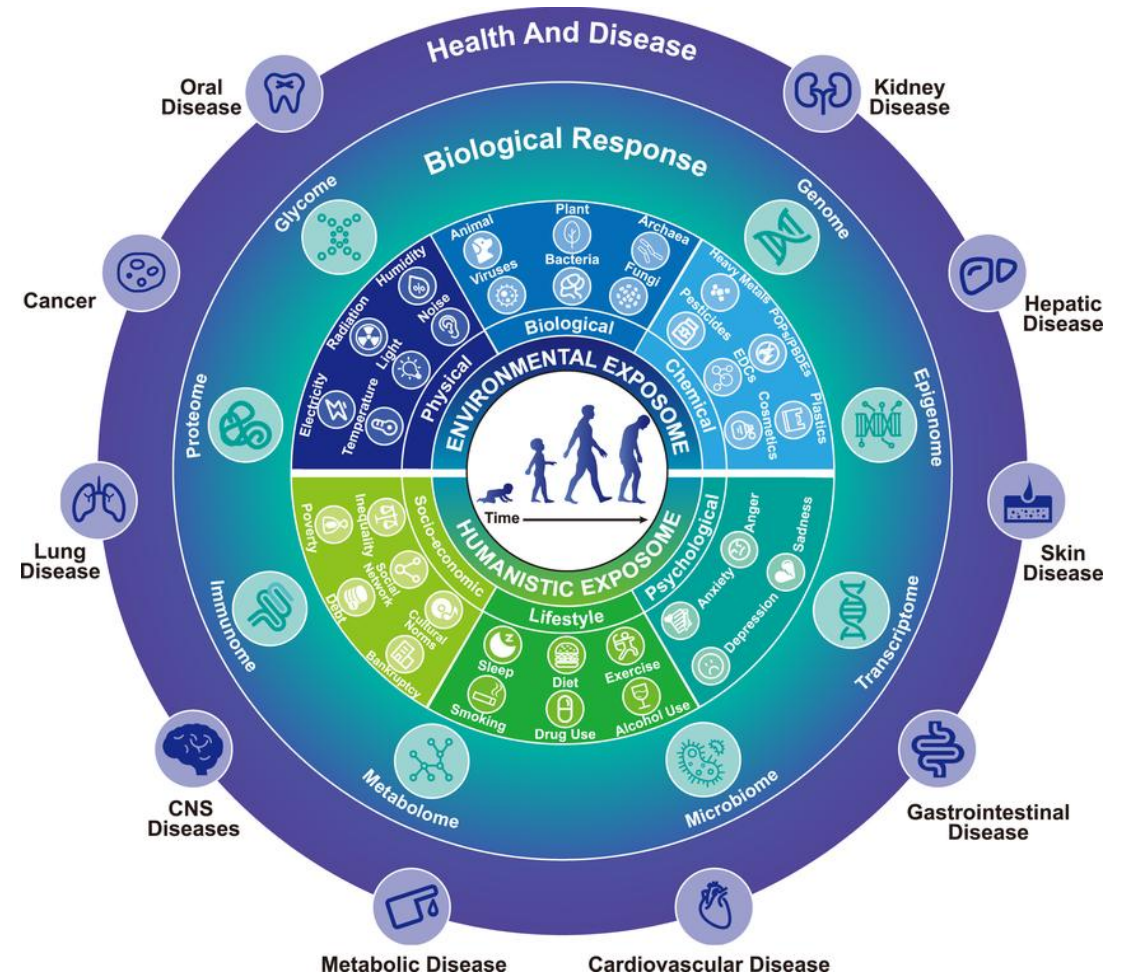 Health And Disease
Oral
Disease
Kidney
Disease
Biological Response
Glycome
Genome
Cancer
Hepatic
Disease
Animal
Plant
Archaea
Viruses
Bacteria
Fungi
Biological
Humidity
Noise
Radiation
Light
Electricity
Temperature
Physical
Heavy Metals
Pesticides
POPs/PBDEs
EDCs
Plastics
Cosmetics
Chemical
ENVIRONMENTAL EXPOSOME
Proteome
Epigenome
Time
HUMANISTIC EXPOSOME
Lung
Disease
Skin
Disease
Socio-economic
Poverty
Inequality
Social
Network
Debt
Cultural
Norms
Bankruptcy
Lifestyle
Sleep
Diet
Exercise
Smoking
Drug Use
Alcohol Use
Psychological
Anger
Sadness
Anxiety
Depression
Immunome
Transcriptome
Metabolome
Microbiome
CNS
Diseases
Gastrointestinal
Disease
Metabolic Disease
Cardiovascular Disease